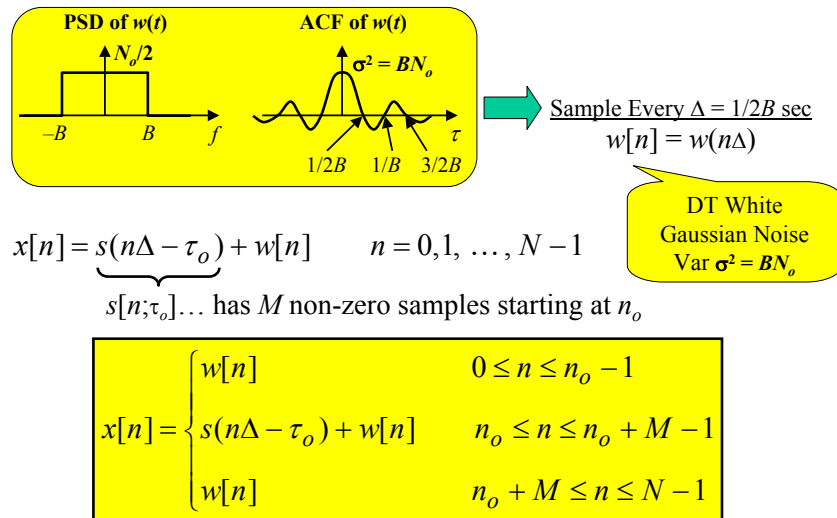 PSD of w(t)
N₀/2
–B
B
f
ACF of w(t)
σ² = BNₒ
τ
1/2B
1/B
3/2B
Sample Every Δ = 1/2B sec
w[n] = w(nΔ)
DT White
Gaussian Noise
Var σ² = BNₒ
x[n] = s(nΔ − τₒ) + w[n] n = 0,1, …, N − 1
s[n;τₒ]… has M non-zero samples starting at nₒ
x[n] = { w[n] 0 ≤ n ≤ nₒ − 1
s(nΔ − τₒ) + w[n] nₒ ≤ n ≤ nₒ + M − 1
w[n] nₒ + M ≤ n ≤ N − 1